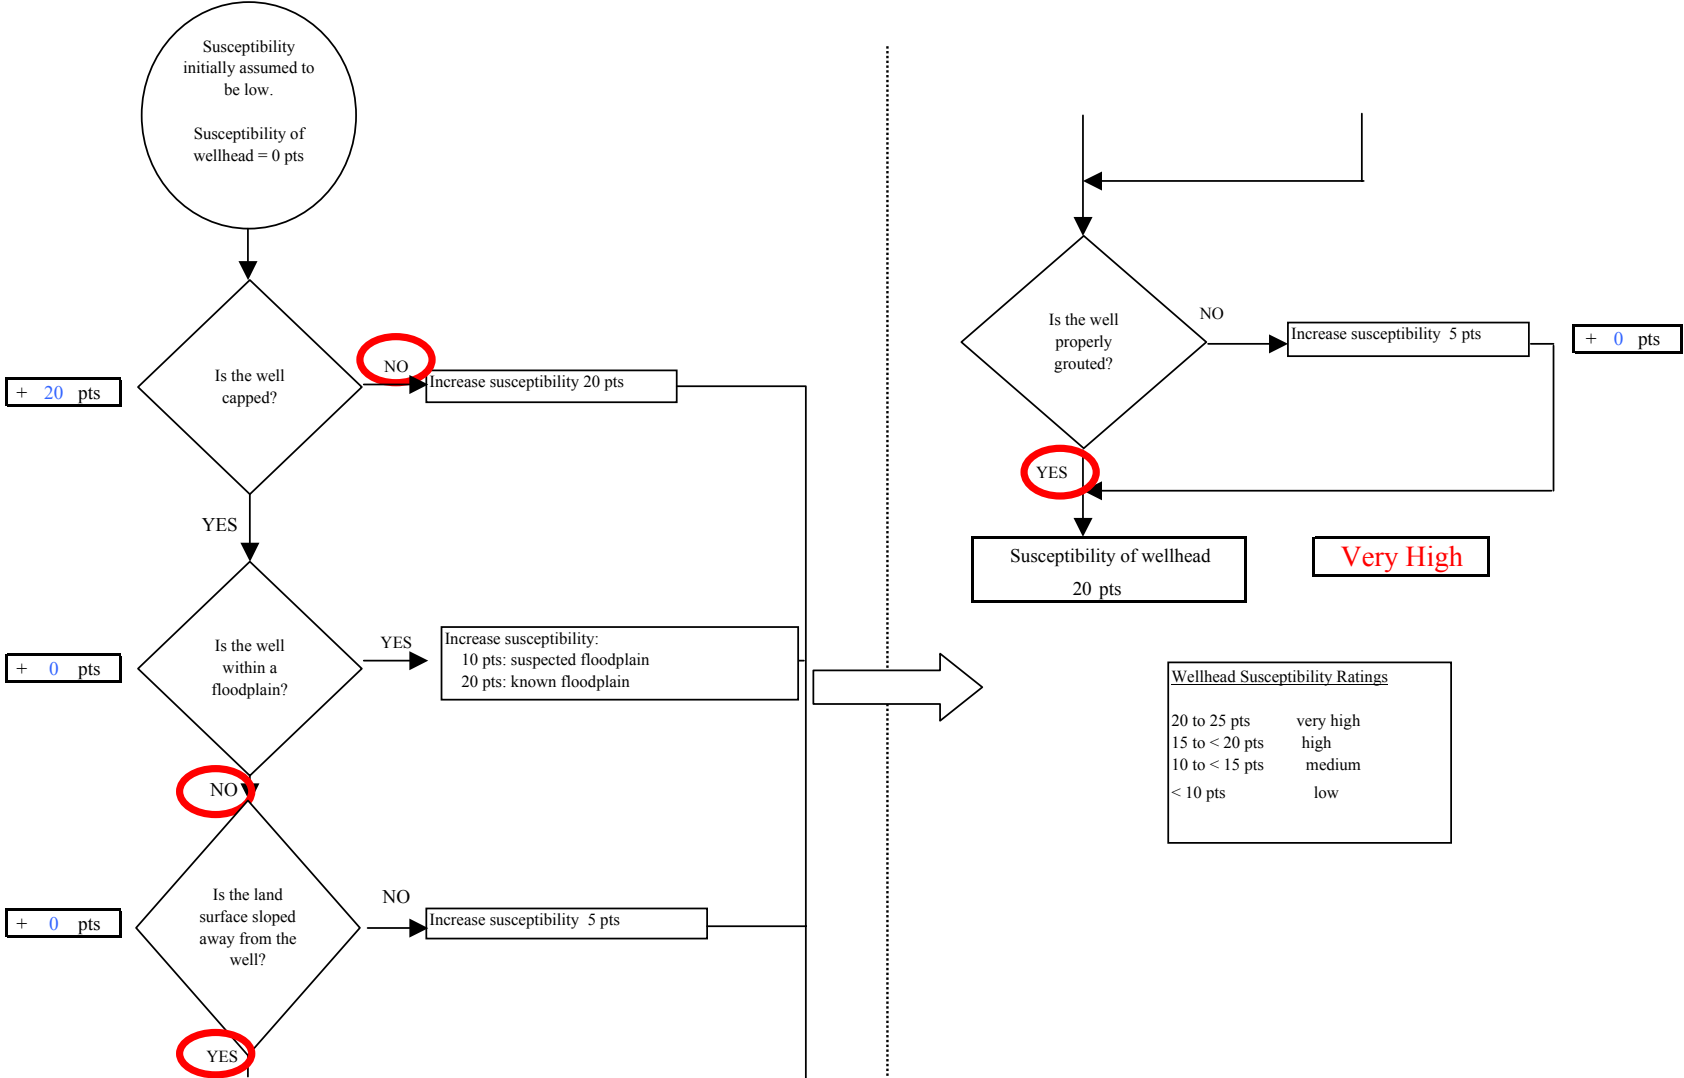 Susceptibility
initially assumed to
be low.
Susceptibility of
wellhead = 0 pts
Is the well
capped?
NO
Increase susceptibility 20 pts
+ 20 pts
YES
Is the well
within a
floodplain?
YES
Increase susceptibility:
10 pts: suspected floodplain
20 pts: known floodplain
+ 0 pts
NO
Is the land
surface sloped
away from the
well?
NO
Increase susceptibility 5 pts
+ 0 pts
YES
Is the well
properly
grouted?
NO
Increase susceptibility 5 pts
+ 0 pts
YES
Susceptibility of wellhead
20 pts
Very High
Wellhead Susceptibility Ratings
20 to 25 pts very high
15 to < 20 pts high
10 to < 15 pts medium
< 10 pts low